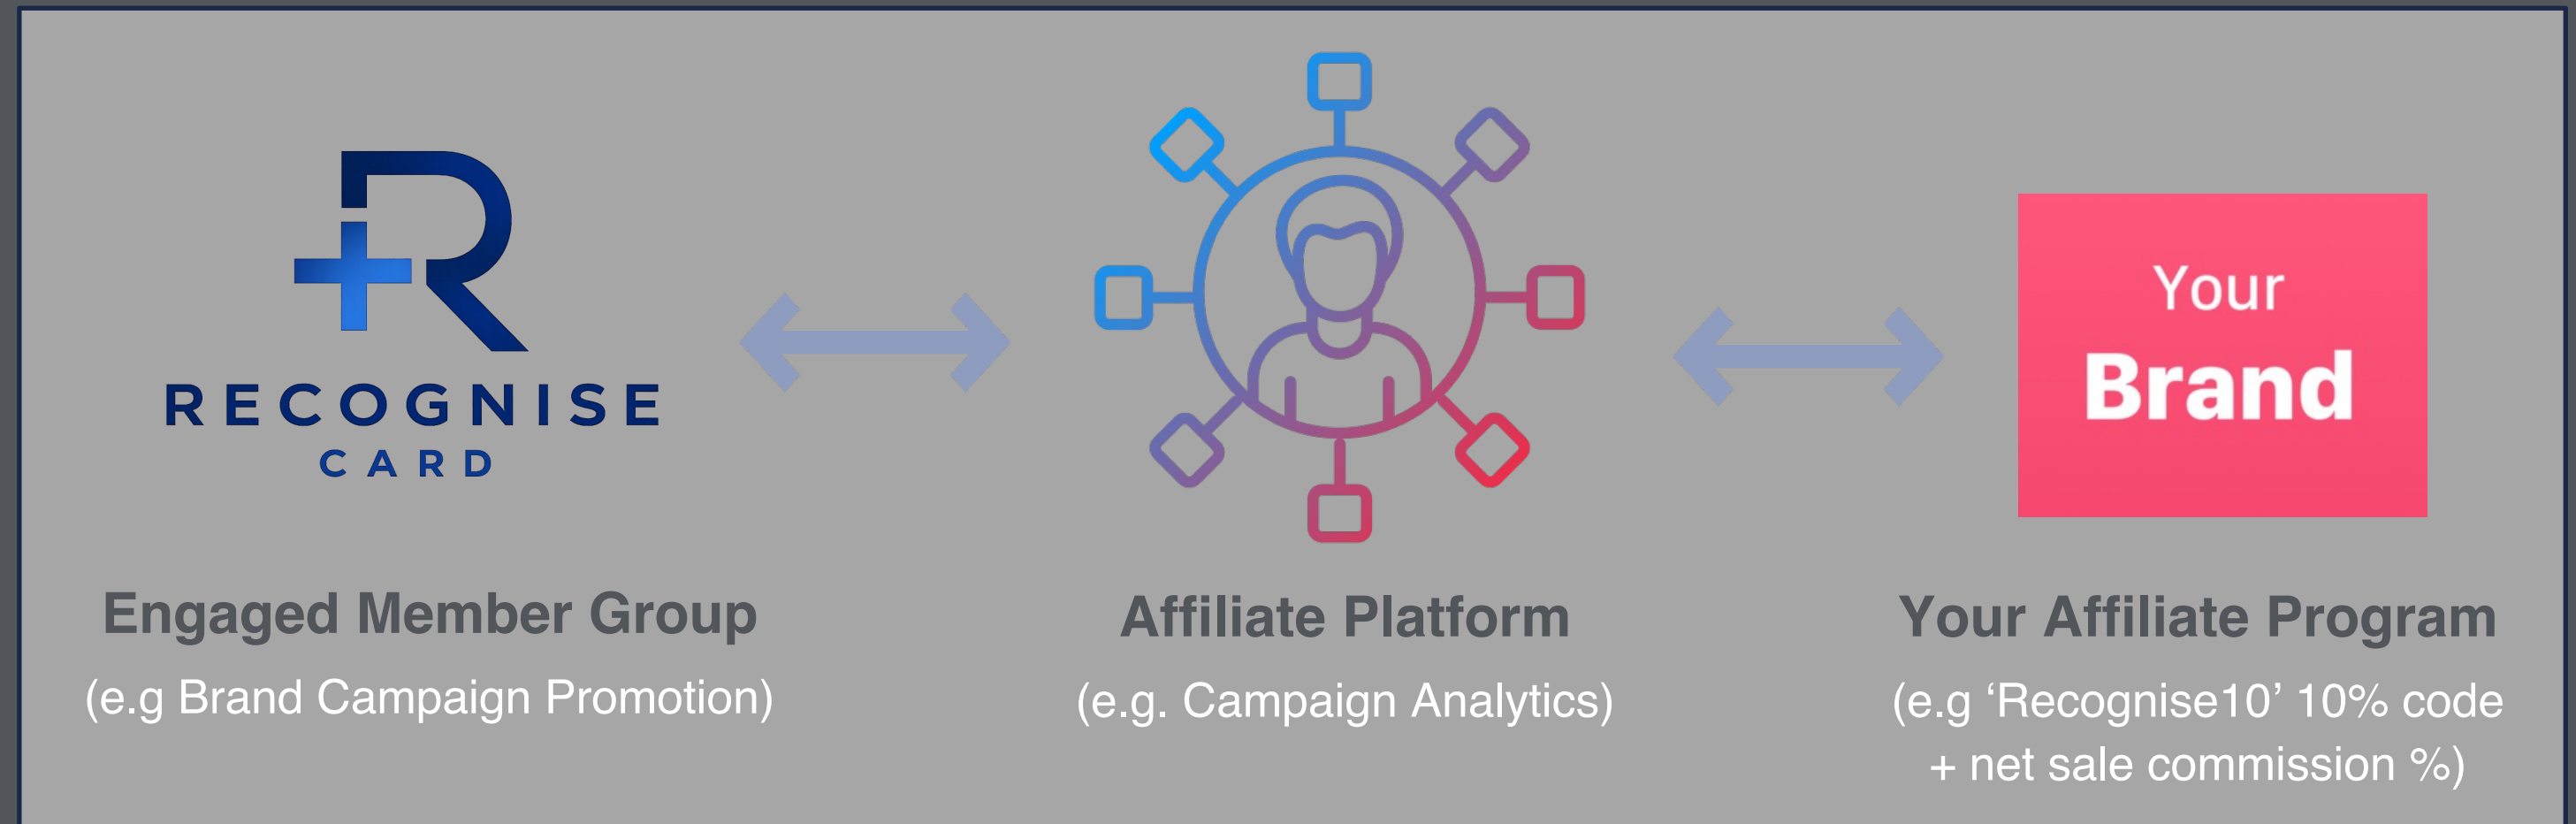 RECOGNISE
CARD
Your
Brand
Engaged Member Group
(e.g Brand Campaign Promotion)
Affiliate Platform
(e.g. Campaign Analytics)
Your Affiliate Program
(e.g ‘Recognise10’ 10% code
+ net sale commission %)